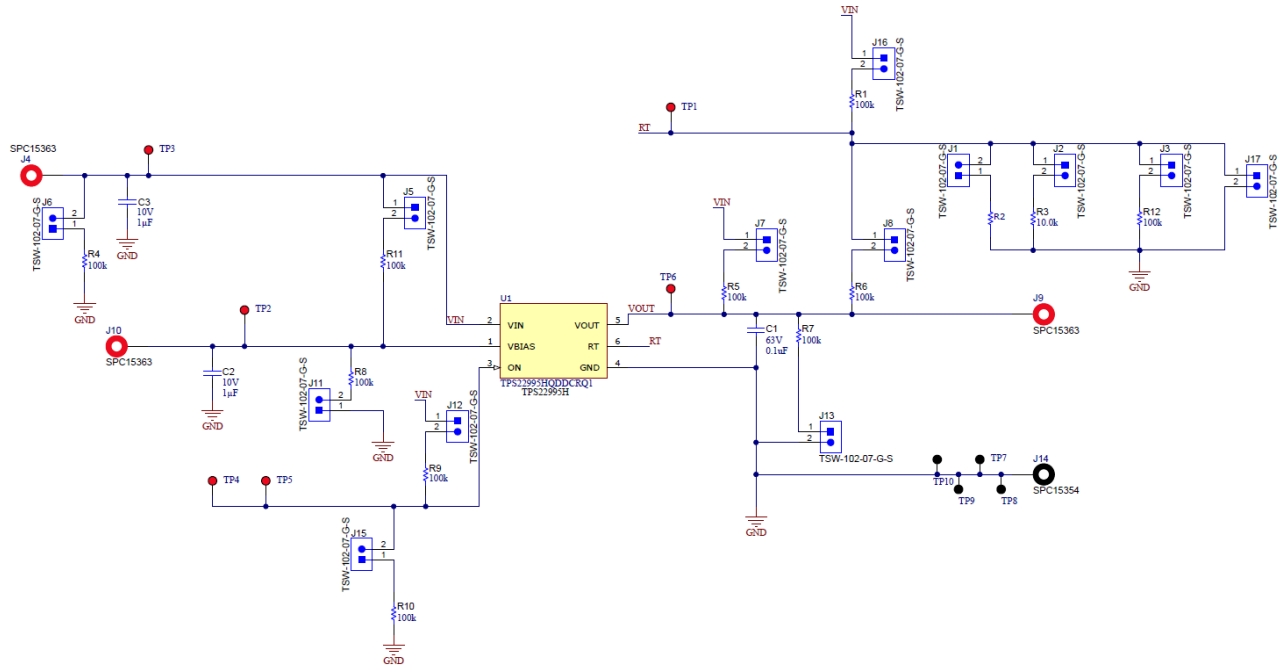 VIN
J16
1
2
TSW-102-07-G-S
R1
100k
TP1
RT
SPC15363
J4
TP3
J6
2
1
TSW-102-07-G-S
C3
10V
1µF
GND
R4
100k
GND
J5
1
2
TSW-102-07-G-S
R11
100k
VIN
J7
1
2
TSW-102-07-G-S
R5
100k
J8
1
2
TSW-102-07-G-S
R6
100k
J1
2
1
TSW-102-07-G-S
R2
J2
1
2
TSW-102-07-G-S
R3
10.0k
J3
1
2
TSW-102-07-G-S
R12
100k
J17
1
2
TSW-102-07-G-S
GND
TP6
VOUT
J9
SPC15363
J10
SPC15363
TP2
C2
10V
1µF
GND
VIN
U1
2
VIN
1
VBIAS
3
ON
VOUT
5
RT
6
GND
4
RT
TPS22995HQDDCRQ1
TPS22995H
C1
63V
0.1uF
R7
100k
R8
100k
J11
2
1
TSW-102-07-G-S
GND
VIN
J12
1
2
TSW-102-07-G-S
R9
100k
J13
1
2
TSW-102-07-G-S
TP4
TP5
J15
2
1
TSW-102-07-G-S
R10
100k
GND
GND
TP10
TP9
TP7
TP8
J14
SPC15354